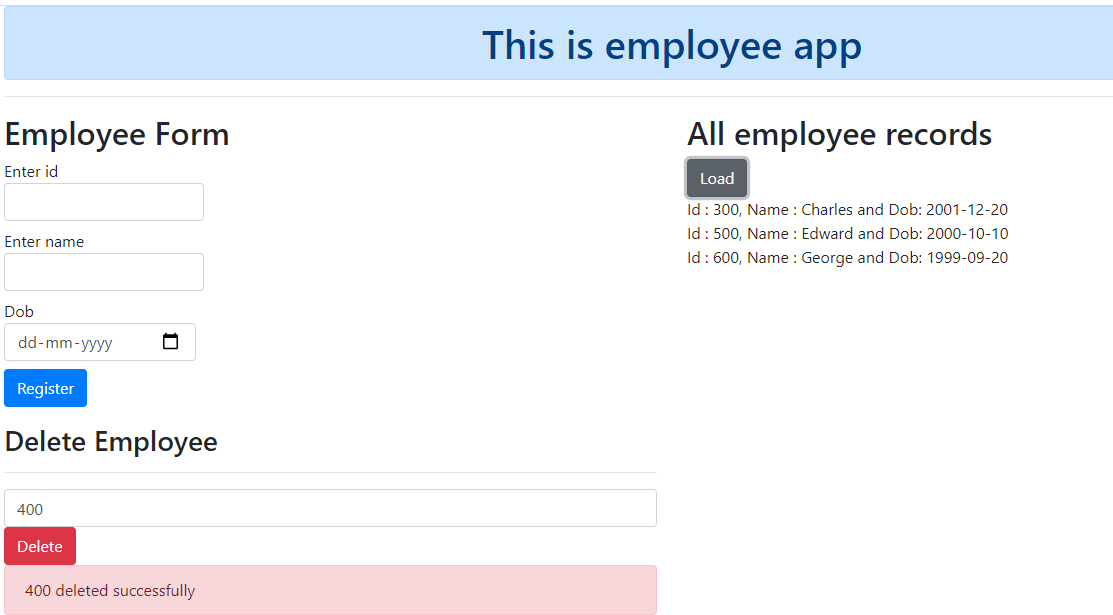 This is employee app
Employee Form
Enter id
Enter name
Dob
dd-mm-yyyy
Register
Delete Employee
400
Delete
400 deleted successfully
All employee records
Load
Id : 300, Name : Charles and Dob: 2001-12-20
Id : 500, Name : Edward and Dob: 2000-10-10
Id : 600, Name : George and Dob: 1999-09-20